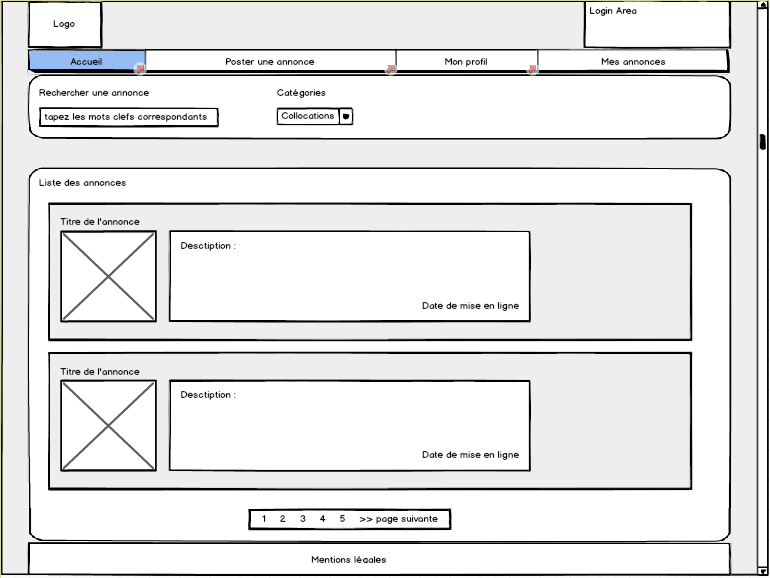 Logo
Login Area
Accueil
Poster une annonce
Mon profil
Mes annonces
Rechercher une annonce
Catégories
tapez les mots clefs correspondants
Collocations
Liste des annonces
Titre de l'annonce
Desctiption :
Date de mise en ligne
Titre de l'annonce
Desctiption :
Date de mise en ligne
1 2 3 4 5 >> page suivante
Mentions légales